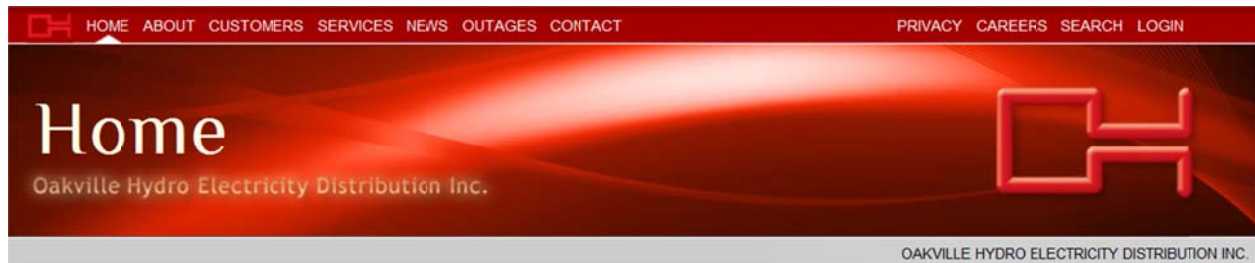 HOME ABOUT CUSTOMERS SERVICES NEWS OUTAGES CONTACT PRIVACY CAREERS SEARCH LOGIN
Home
Oakville Hydro Electricity Distribution Inc.
OAKVILLE HYDRO ELECTRICITY DISTRIBUTION INC.